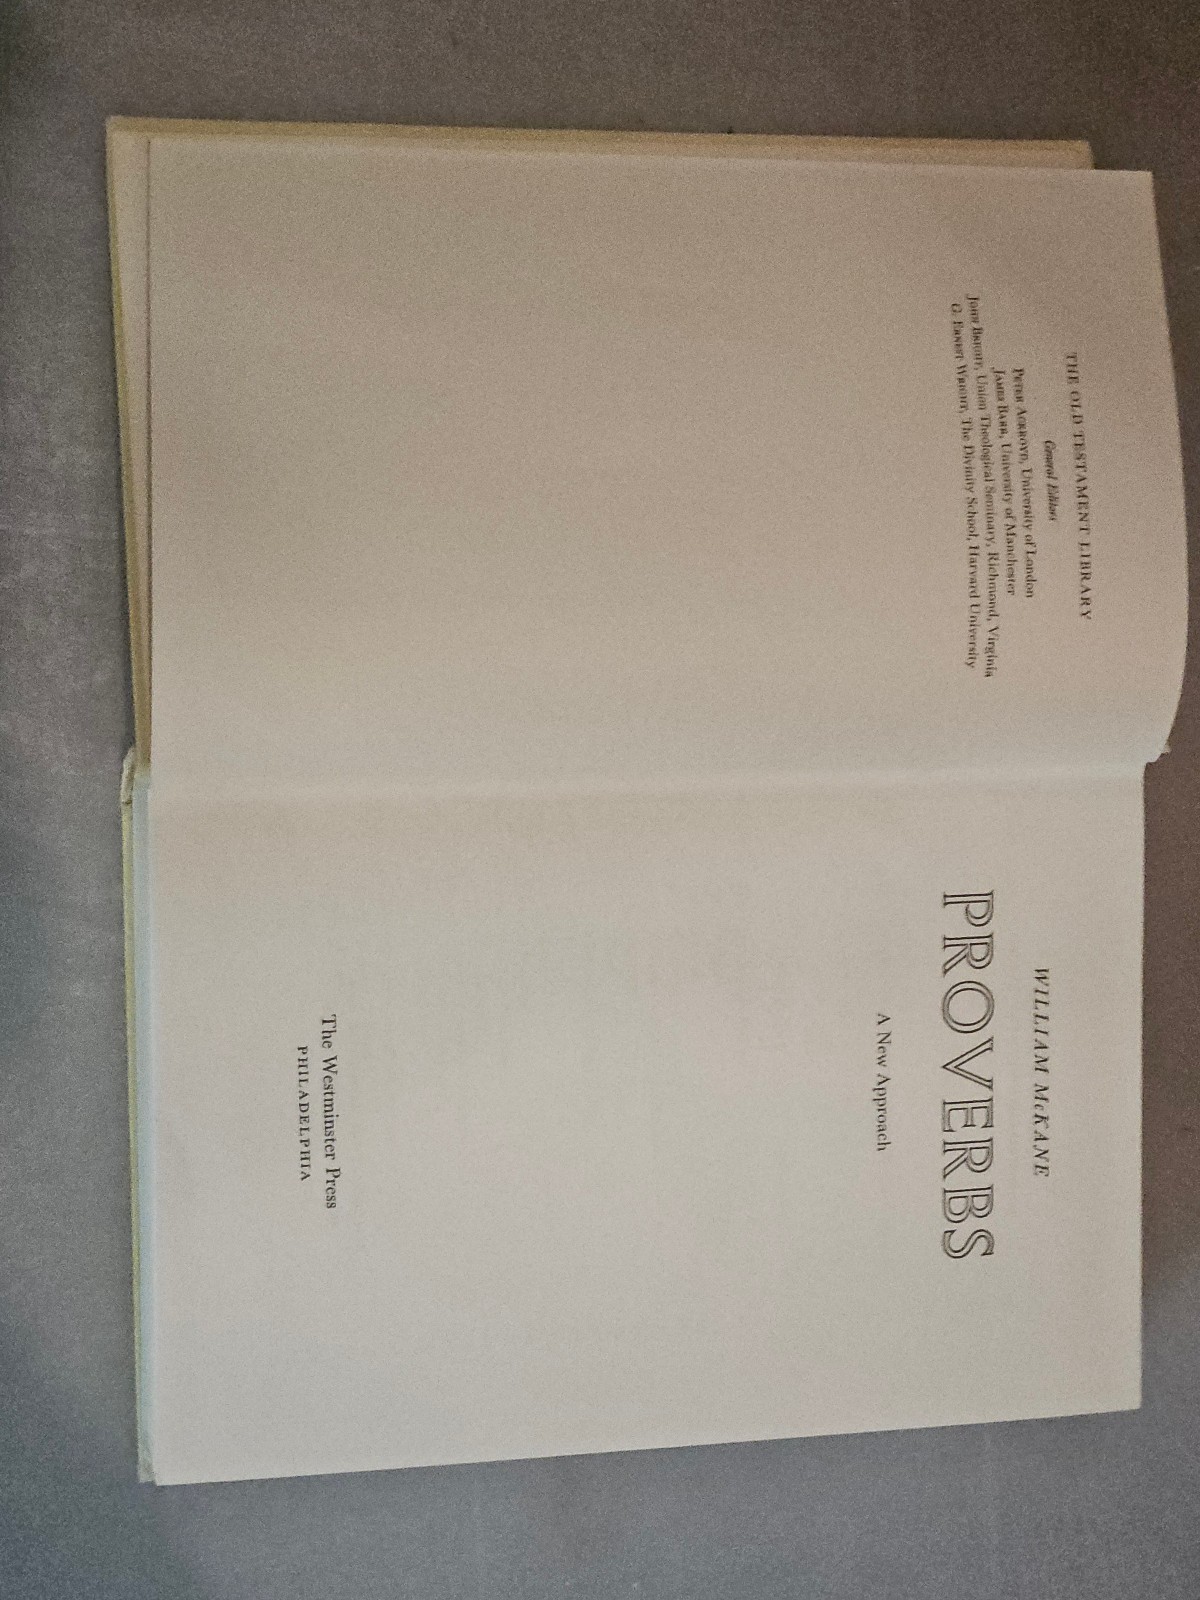 THE OLD TESTAMENT LIBRARY
General Editors
PETER ACKROYD, University of London
JAMES BARR, University of Manchester
JOHN BRIGHT, Union Theological Seminary, Richmond, Virginia
G. ERNEST WRIGHT, The Divinity School, Harvard University
WILLIAM McKANE
PROVERBS
A New Approach
The Westminster Press
PHILADELPHIA